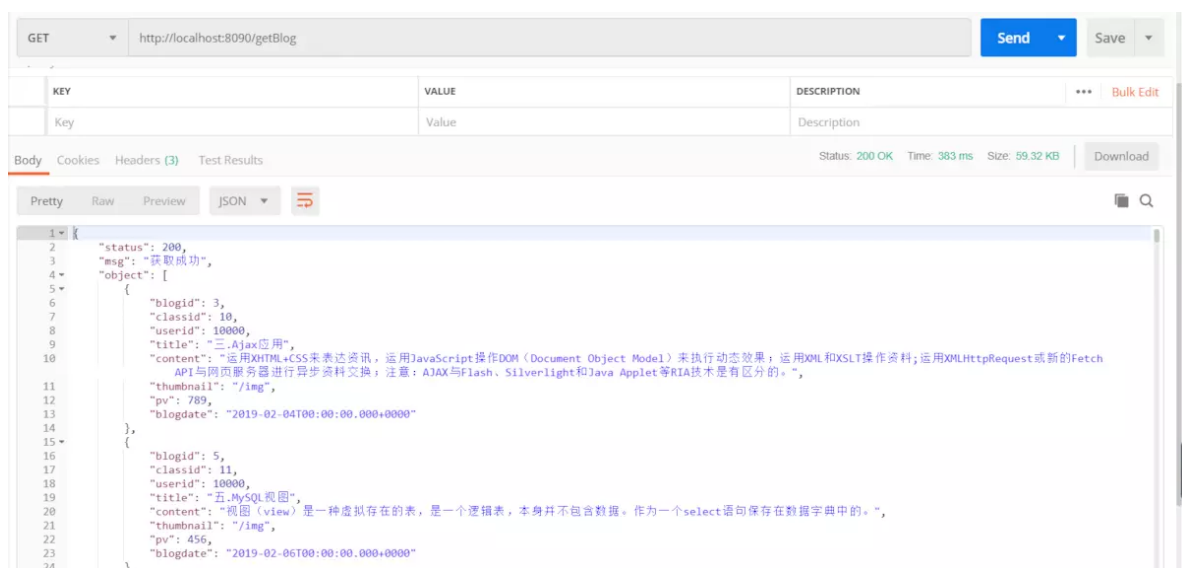 GET http://localhost:8090/getBlog Send Save
KEY VALUE DESCRIPTION ••• Bulk Edit
Key Value Description
Body Cookies Headers (3) Test Results Status: 200 OK Time: 383 ms Size: 59.32 KB Download
Pretty Raw Preview JSON
1 {
2 "status": 200,
3 "msg": "获取成功",
4 "object": [
5 {
6 "blogid": 3,
7 "classid": 10,
8 "userid": 10000,
9 "title": "三.Ajax应用",
10 "content": "运用XHTML+CSS来表达资讯，运用JavaScript操作DOM（Document Object Model）来执行动态效果；运用XML和XSLT操作资料;运用XMLHttpRequest或新的Fetch
API与网页服务器进行异步资料交换；注意：AJAX与Flash、Silverlight和Java Applet等RIA技术是有区分的。",
11 "thumbnail": "/img",
12 "pv": 789,
13 "blogdate": "2019-02-04T00:00:00.000+0000"
14 },
15 {
16 "blogid": 5,
17 "classid": 11,
18 "userid": 10000,
19 "title": "五.MySQL视图",
20 "content": "视图（view）是一种虚拟存在的表，是一个逻辑表，本身并不包含数据。作为一个select语句保存在数据字典中的。",
21 "thumbnail": "/img",
22 "pv": 456,
23 "blogdate": "2019-02-06T00:00:00.000+0000"
24 }